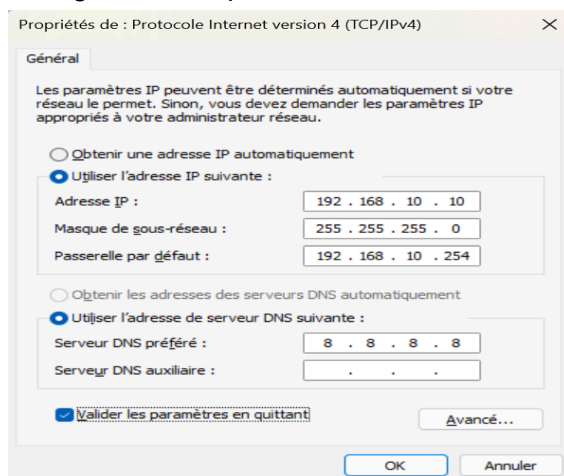 Propriétés de : Protocole Internet version 4 (TCP/IPv4)
Général
Les paramètres IP peuvent être déterminés automatiquement si votre
réseau le permet. Sinon, vous devez demander les paramètres IP
appropriés à votre administrateur réseau.
Obtenir une adresse IP automatiquement
Utiliser l'adresse IP suivante :
Adresse IP : 192 . 168 . 10 . 10
Masque de sous-réseau : 255 . 255 . 255 . 0
Passerelle par défaut : 192 . 168 . 10 . 254
Obtenir les adresses des serveurs DNS automatiquement
Utiliser l'adresse de serveur DNS suivante :
Serveur DNS préféré : 8 . 8 . 8 . 8
Serveur DNS auxiliaire : . . .
Valider les paramètres en quittant
Avancé...
OK Annuler